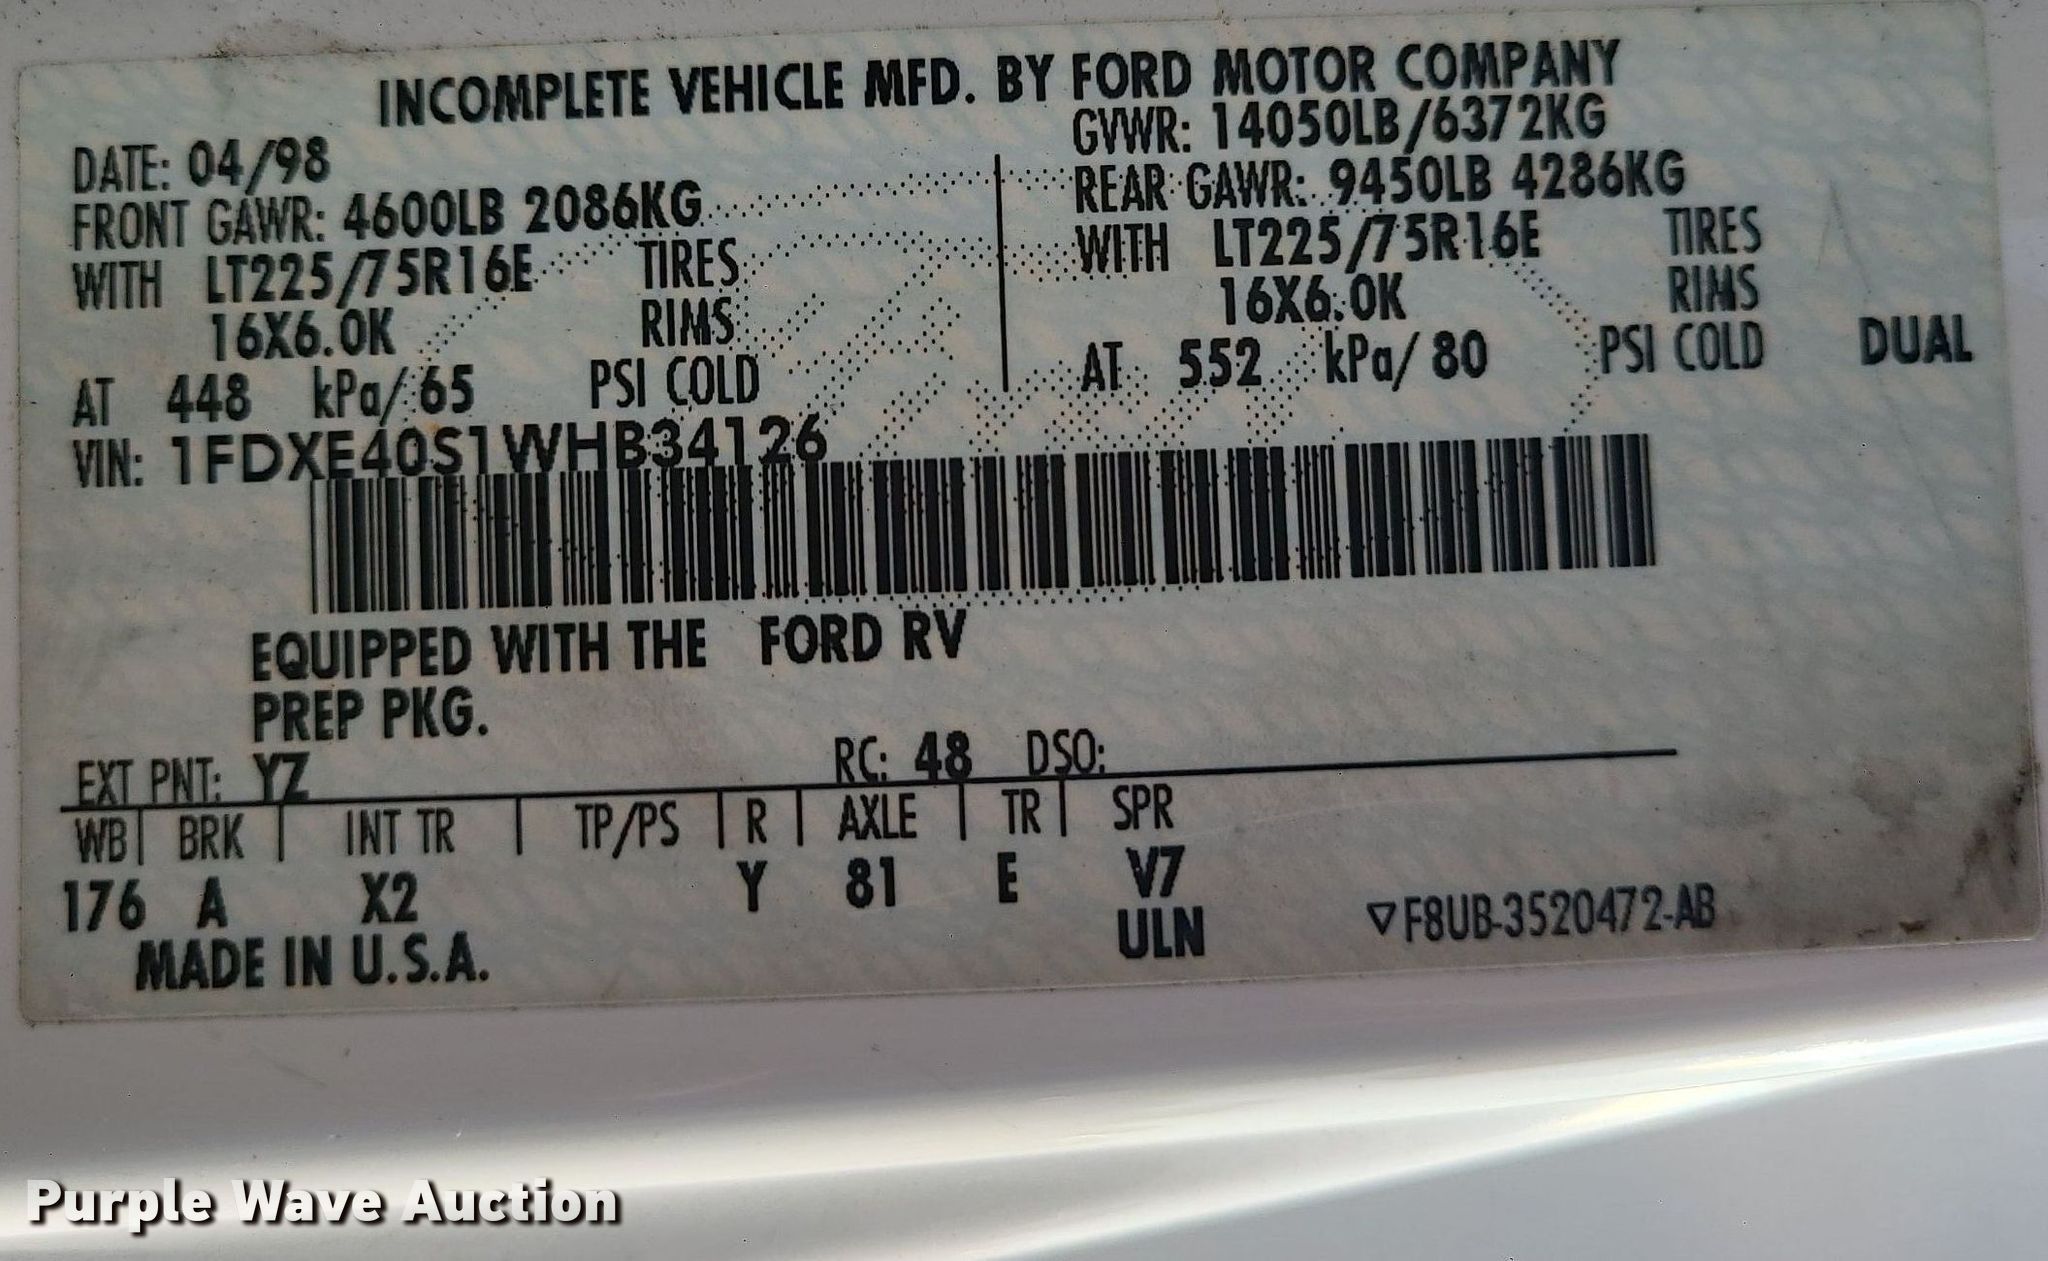 INCOMPLETE VEHICLE MFD. BY FORD MOTOR COMPANY
DATE: 04/98
GVWR: 14050LB/6372KG
FRONT GAWR: 4600LB 2086KG
REAR GAWR: 9450LB 4286KG
WITH LT225/75R16E TIRES
WITH LT225/75R16E TIRES
16X6.0K RIMS
16X6.0K RIMS
AT 448 kPa/65 PSI COLD
AT 552 kPa/80 PSI COLD DUAL
VIN: 1FDXE40S1WHB34126
EQUIPPED WITH THE FORD RV
PREP PKG.
EXT PNT: YZ RC: 48 DSO:
WB | BRK | INT TR | TP/PS | R | AXLE | TR | SPR
176 A X2 Y 81 E V7
MADE IN U.S.A. ULN ▽F8UB-3520472-AB
Purple Wave Auction